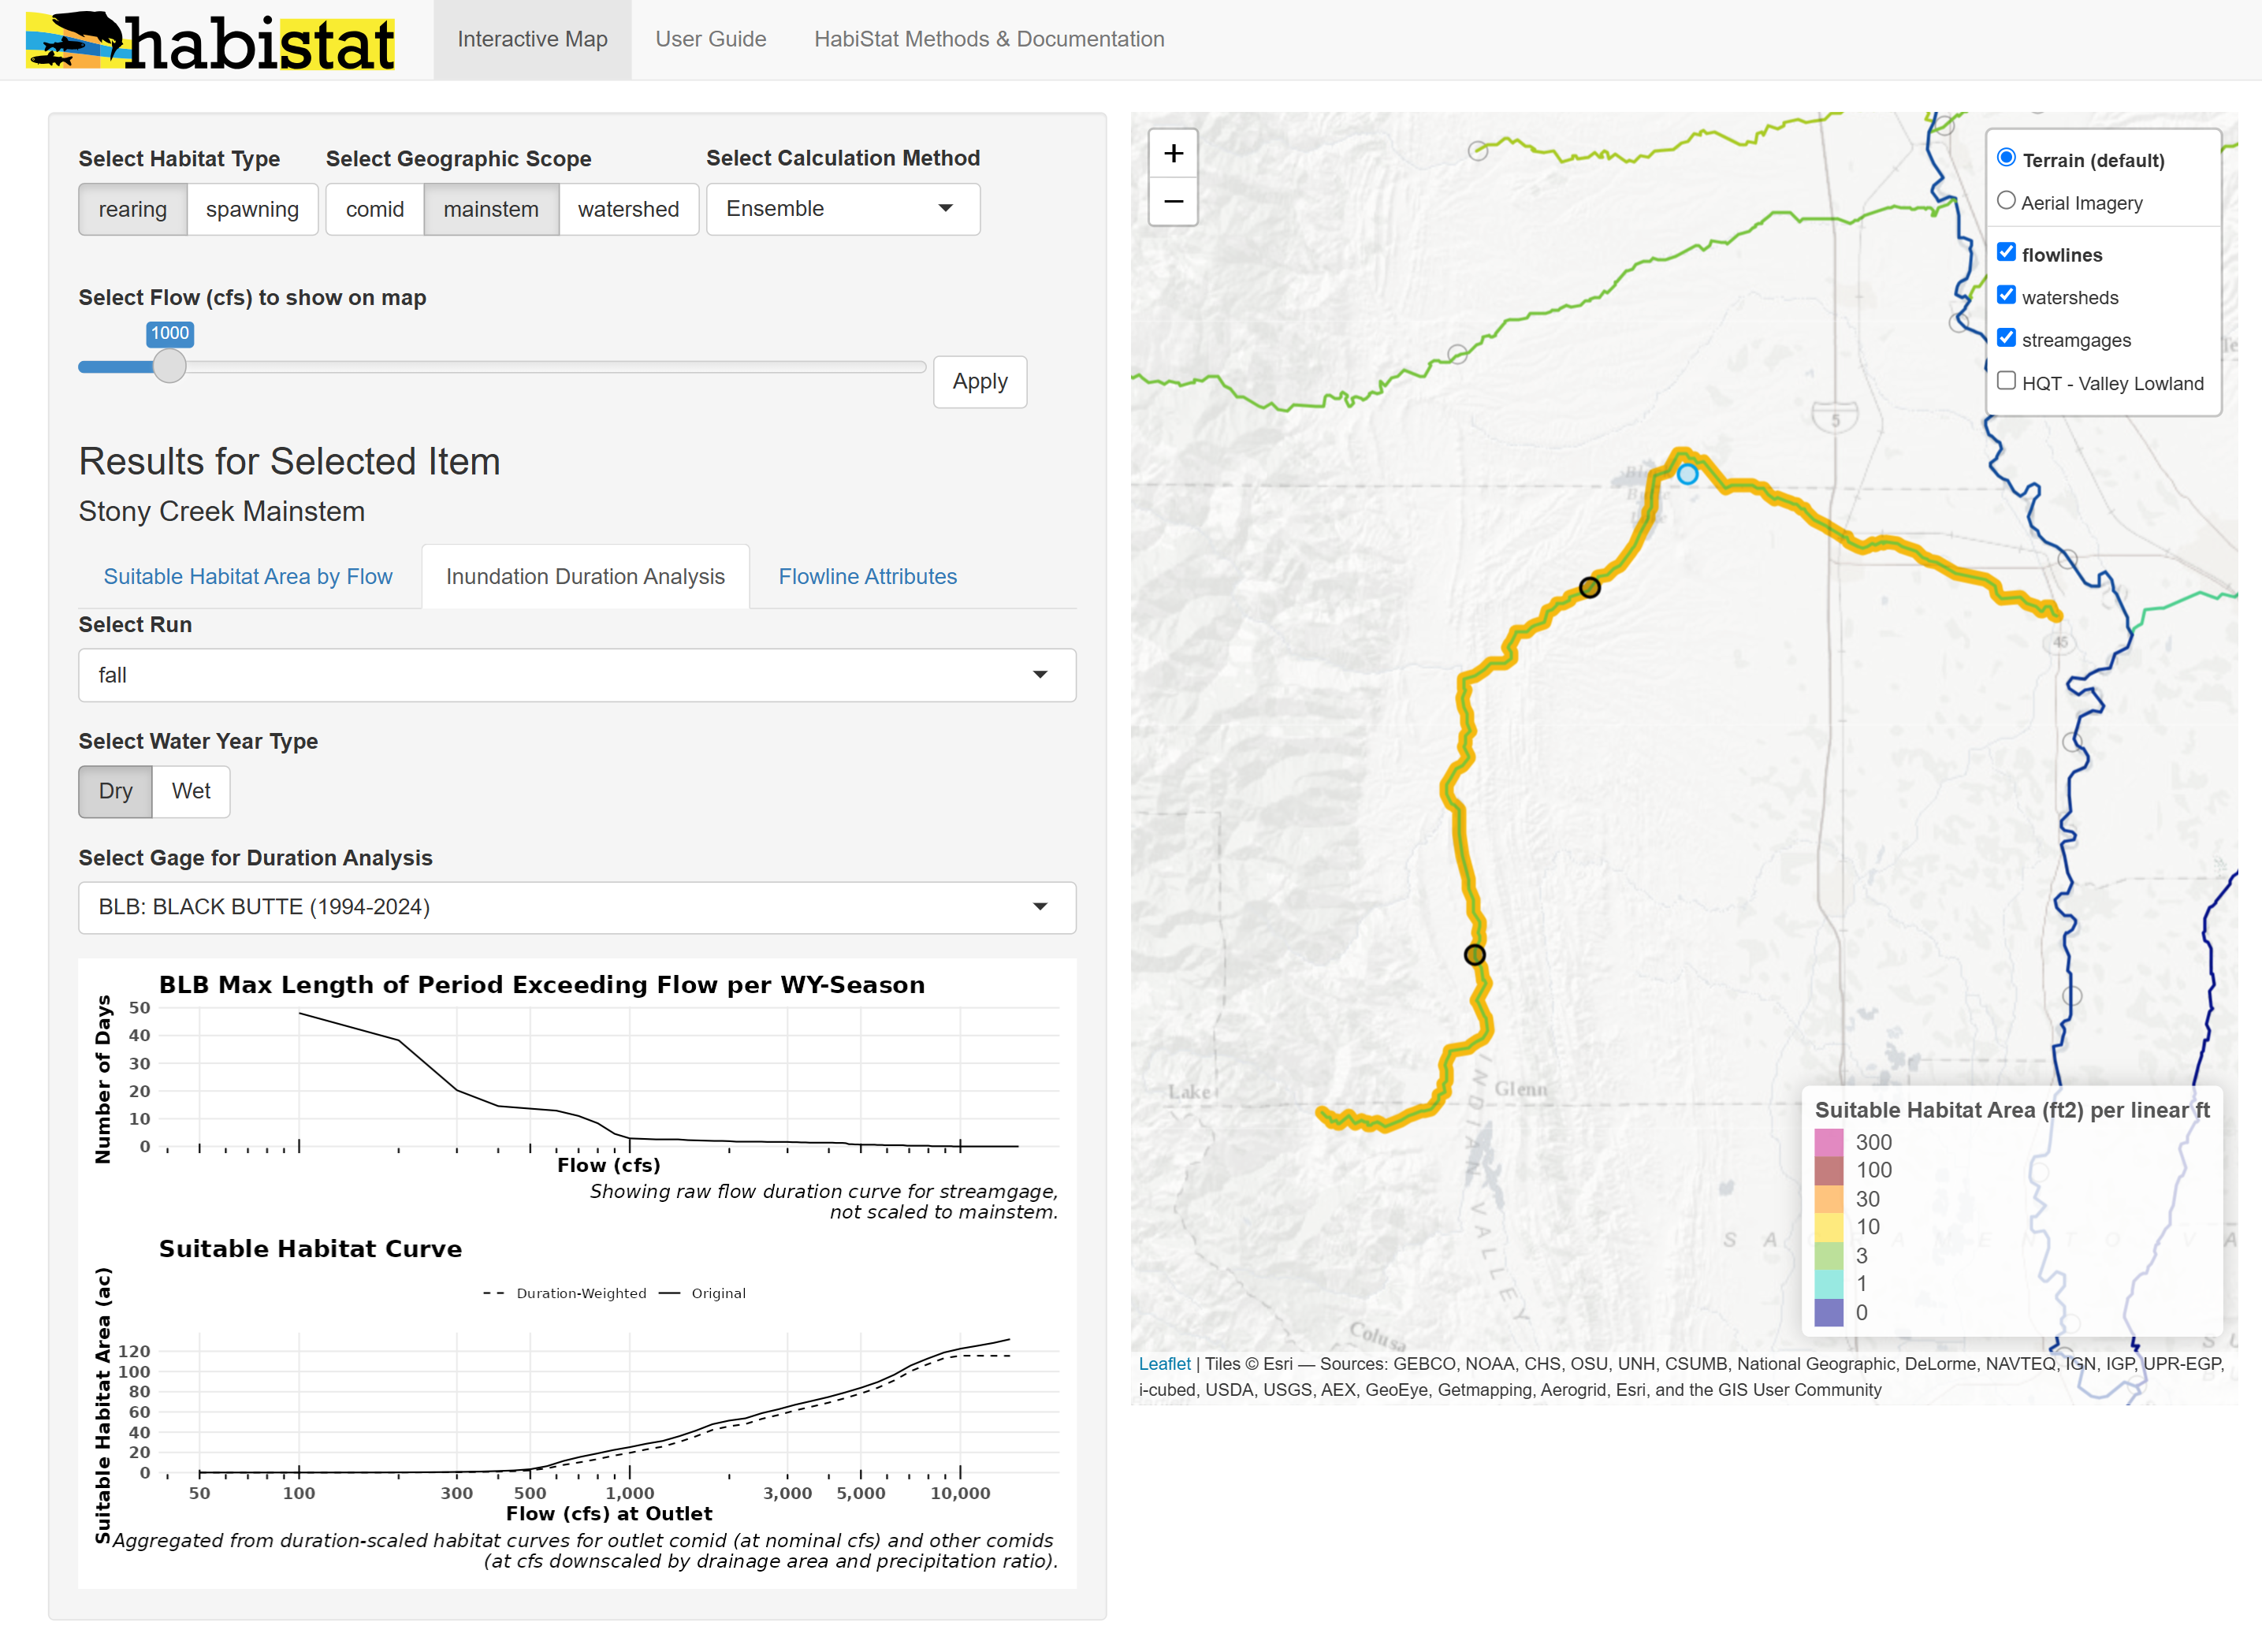 habistat
Interactive Map
User Guide
HabiStat Methods & Documentation
Select Habitat Type
Select Geographic Scope
Select Calculation Method
rearing
spawning
comid
mainstem
watershed
Ensemble
Select Flow (cfs) to show on map
1000
Apply
Results for Selected Item
Stony Creek Mainstem
Suitable Habitat Area by Flow
Inundation Duration Analysis
Flowline Attributes
Select Run
fall
Select Water Year Type
Dry
Wet
Select Gage for Duration Analysis
BLB: BLACK BUTTE (1994-2024)
BLB Max Length of Period Exceeding Flow per WY-Season
Number of Days
50
40
30
20
10
0
Flow (cfs)
Showing raw flow duration curve for streamgage,
not scaled to mainstem.
Suitable Habitat Curve
Duration-Weighted
Original
Suitable Habitat Area (ac)
120
100
80
60
40
20
0
50
100
300
500
1,000
3,000
5,000
10,000
Flow (cfs) at Outlet
Aggregated from duration-scaled habitat curves for outlet comid (at nominal cfs) and other comids
(at cfs downscaled by drainage area and precipitation ratio).
+
−
Terrain (default)
Aerial Imagery
flowlines
watersheds
streamgages
HQT - Valley Lowland
5
45
Lake
Glenn
INDIAN VALLEY
Colusa
Suitable Habitat Area (ft2) per linear ft
300
100
30
10
3
1
0
Leaflet | Tiles © Esri — Sources: GEBCO, NOAA, CHS, OSU, UNH, CSUMB, National Geographic, DeLorme, NAVTEQ, IGN, IGP, UPR-EGP,
i-cubed, USDA, USGS, AEX, GeoEye, Getmapping, Aerogrid, Esri, and the GIS User Community